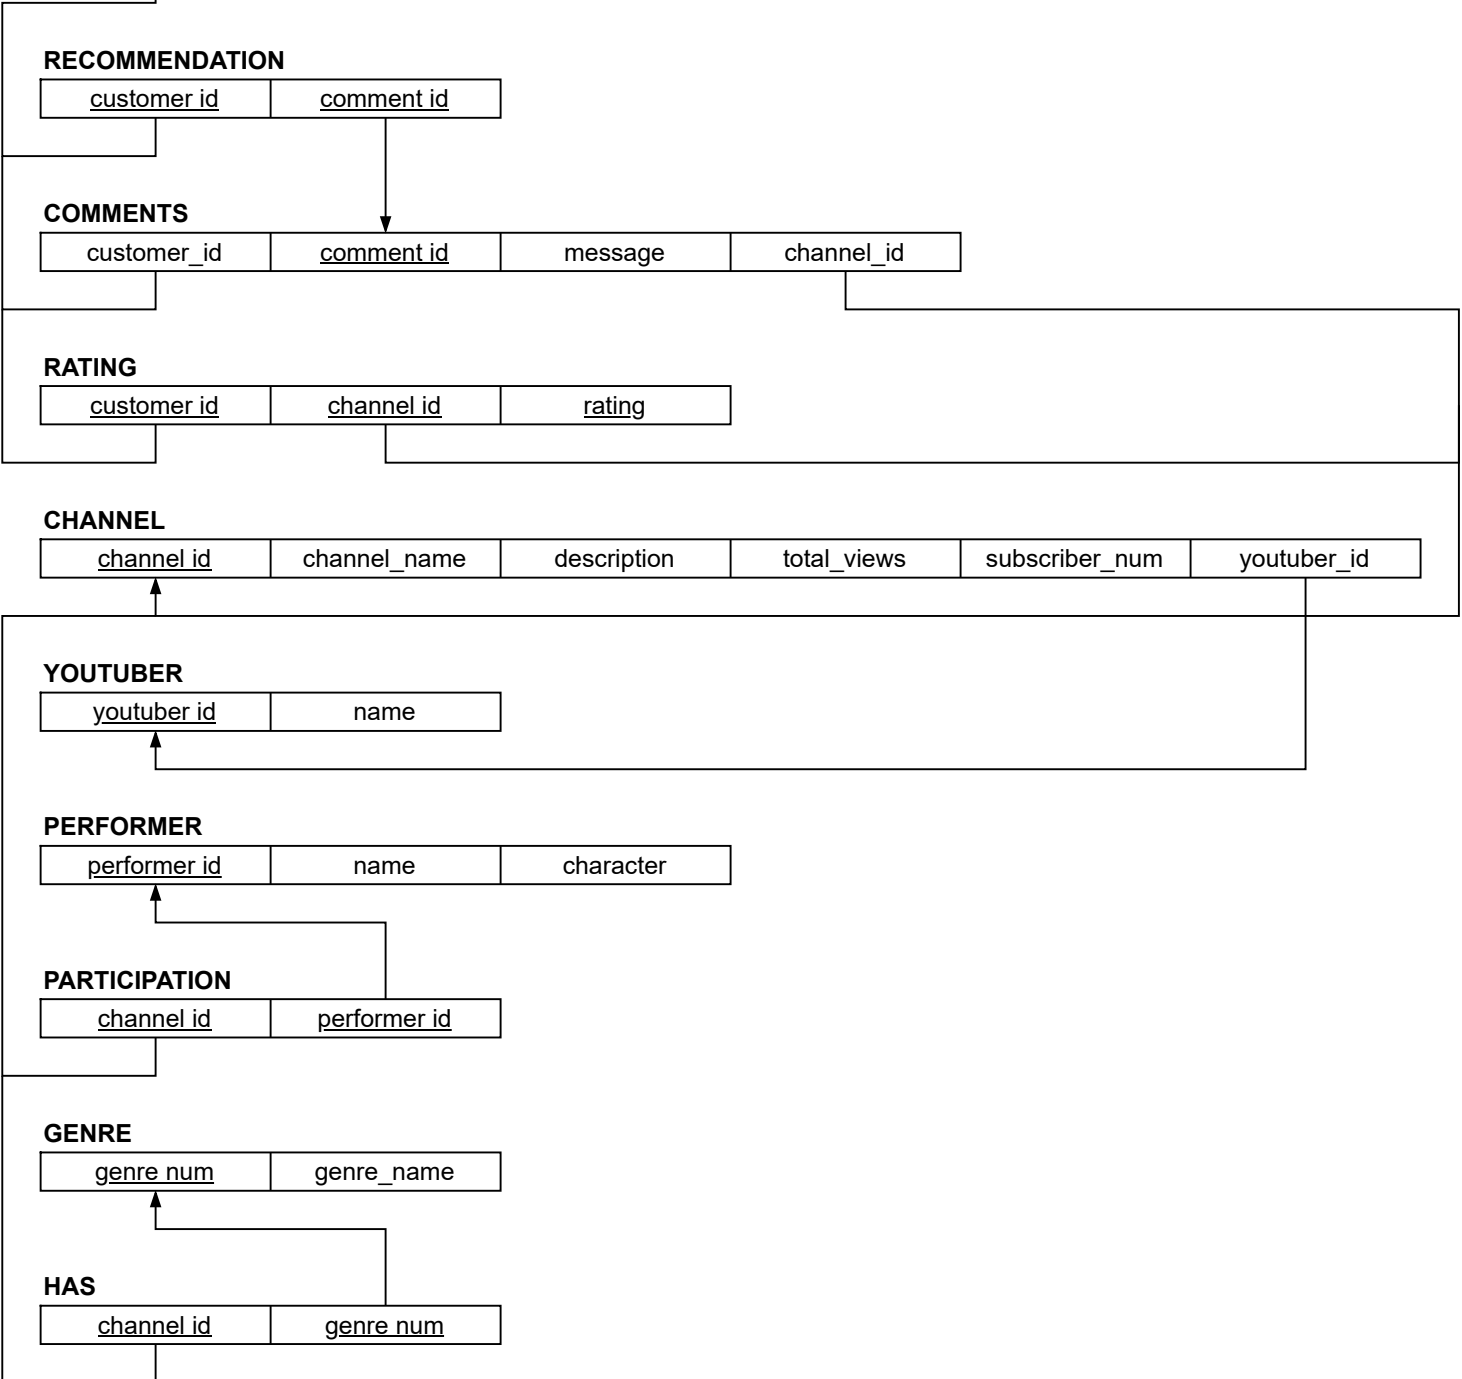 RECOMMENDATION
customer id comment id
COMMENTS
customer_id comment id message channel_id
RATING
customer id channel id rating
CHANNEL
channel id channel_name description total_views subscriber_num youtuber_id
YOUTUBER
youtuber id name
PERFORMER
performer id name character
PARTICIPATION
channel id performer id
GENRE
genre num genre_name
HAS
channel id genre num